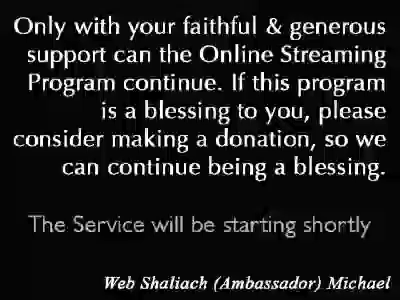 Only with your faithful & generous
support can the Online Streaming
Program continue. If this program
is a blessing to you, please
consider making a donation, so we
can continue being a blessing.
The Service will be starting shortly
Web Shaliach (Ambassador) Michael